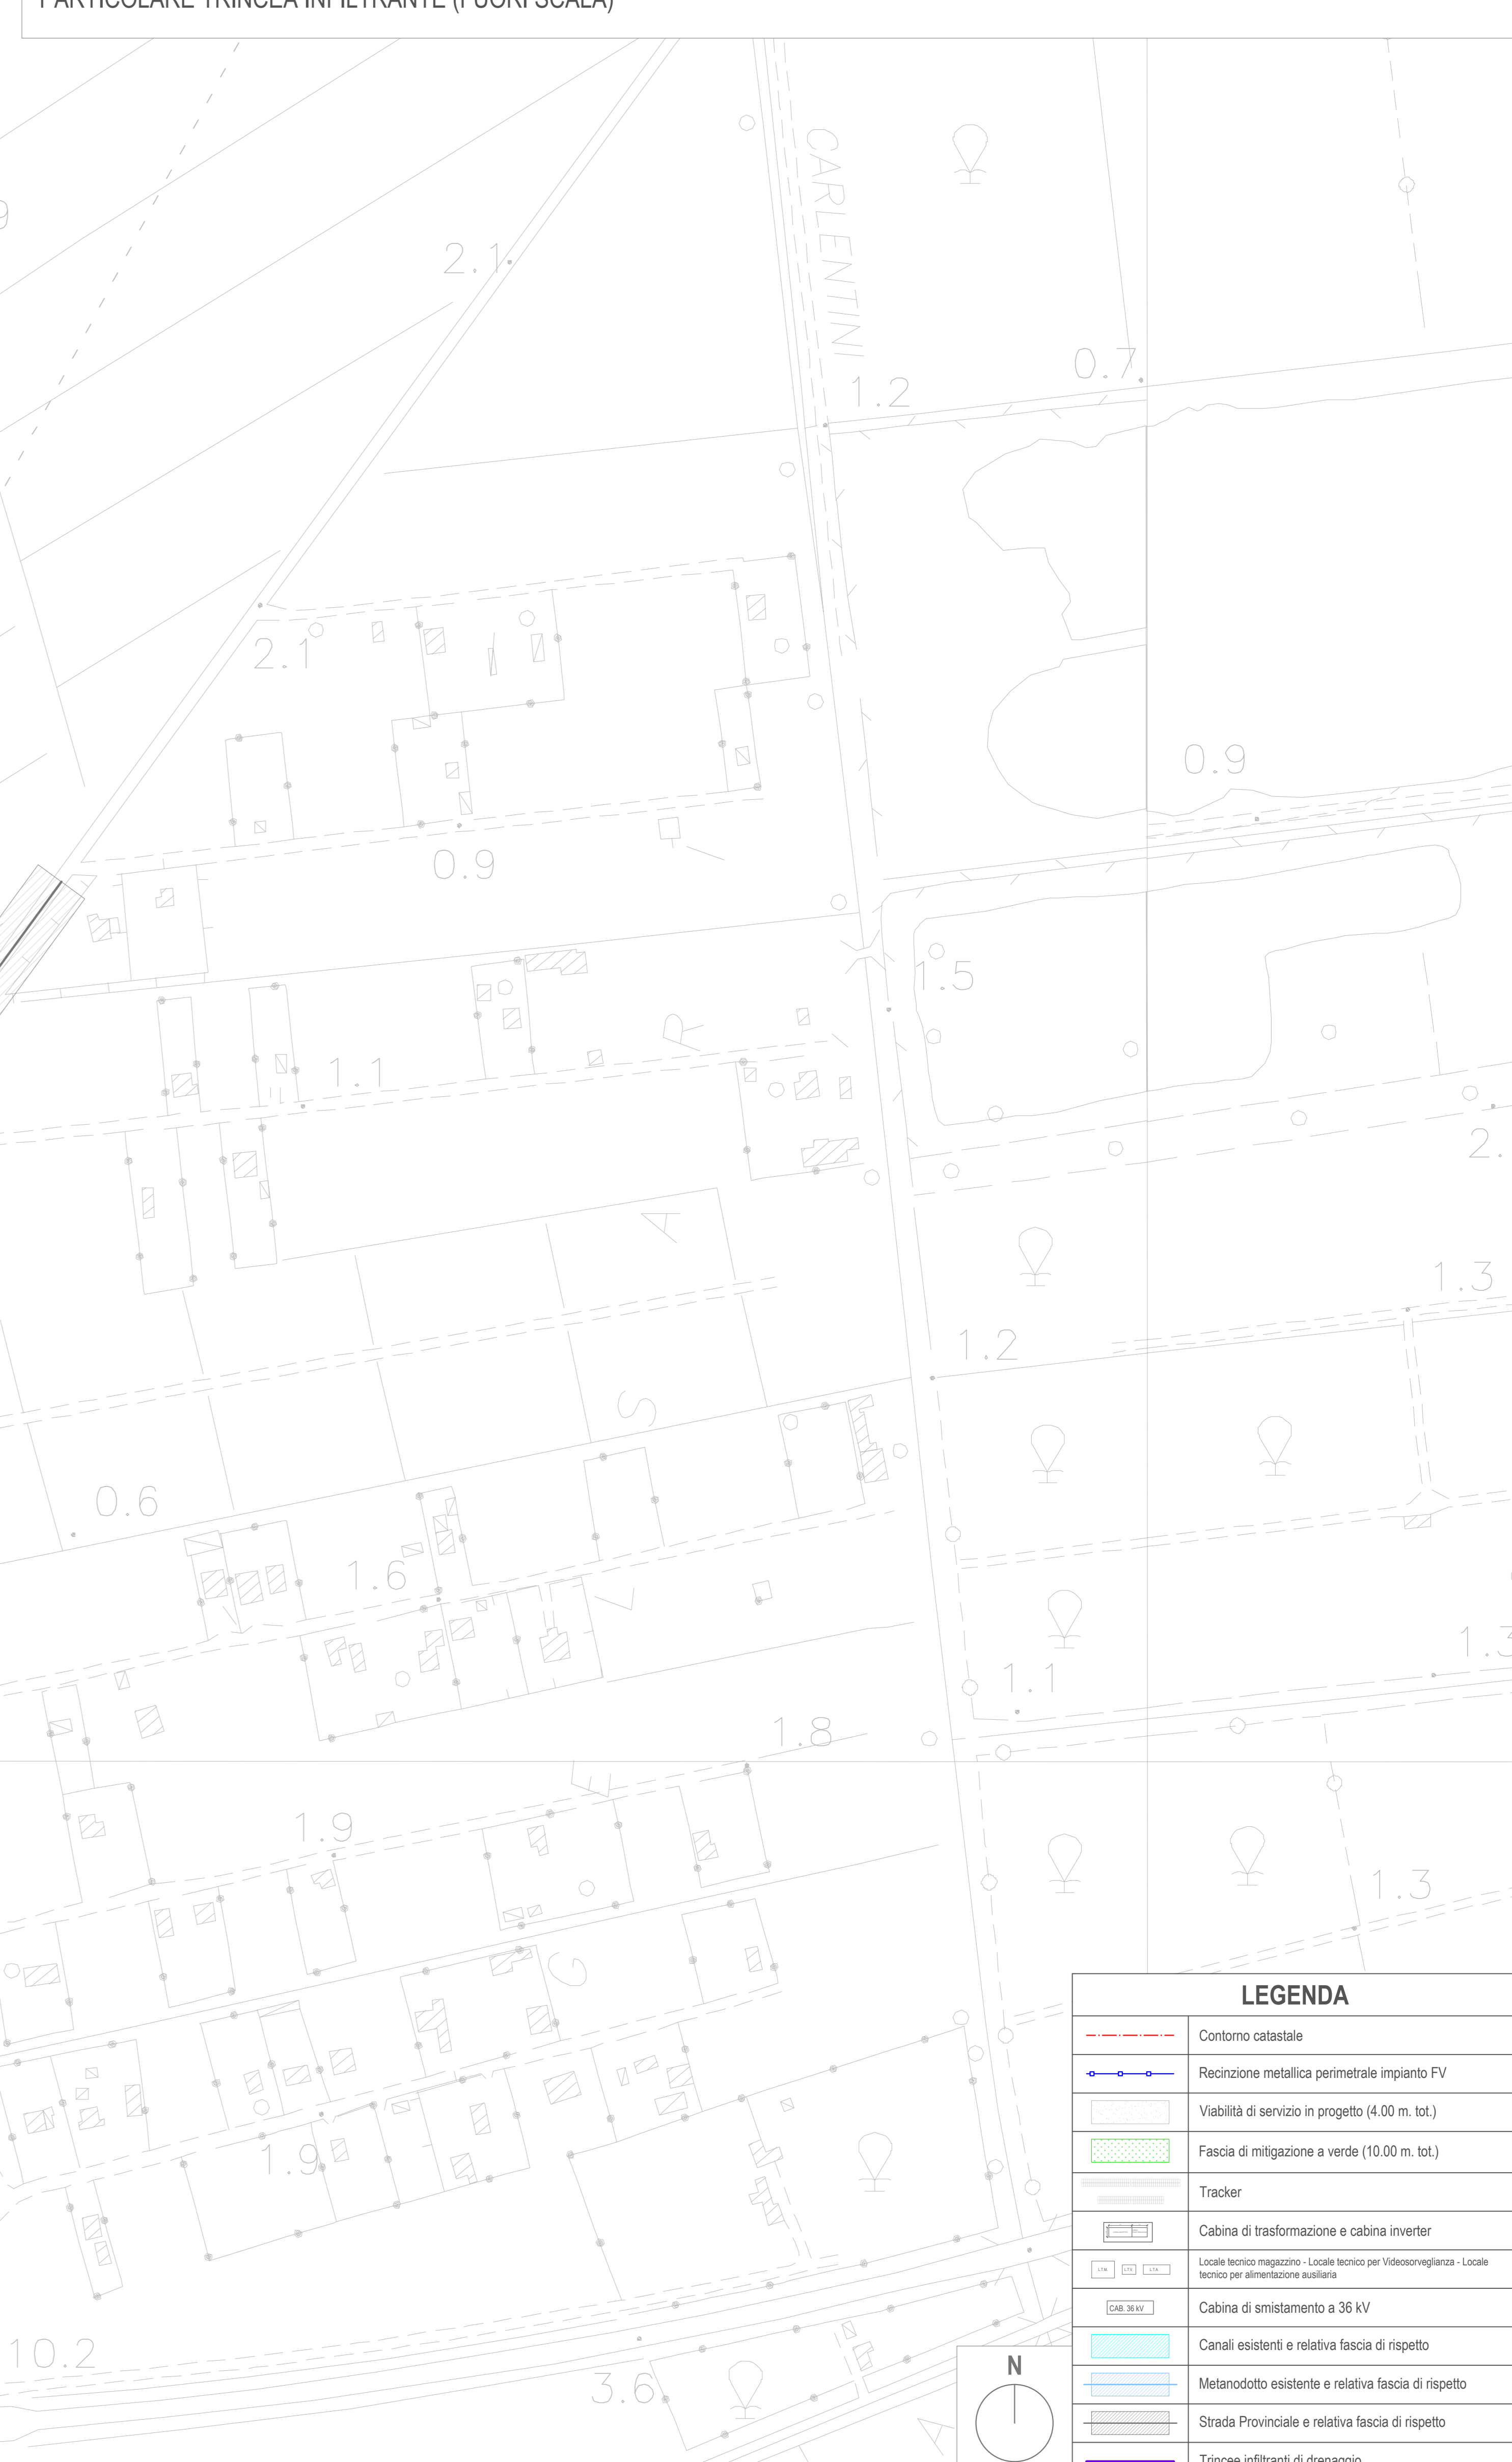 PARTICOLARE TRINCEA INFILTRANTE (FUORI SCALA)
9
2.1
CARLENTIN
0.7
1.2
2.1
0.9
0.9
1.5
1.1
R
2.
A
1.3
1.2
S
0.6
1.6
L
1.3
1.1
1.8
E
1.9
1.3
G
1.9
10.2
3.6
A
N
LEGENDA
Contorno catastale
Recinzione metallica perimetrale impianto FV
Viabilità di servizio in progetto (4.00 m. tot.)
Fascia di mitigazione a verde (10.00 m. tot.)
Tracker
Cabina di trasformazione e cabina inverter
L.T.M. L.T.V. L.T.A.
Locale tecnico magazzino - Locale tecnico per Videosorveglianza - Locale
tecnico per alimentazione ausiliaria
CAB. 36 kV
Cabina di smistamento a 36 kV
Canali esistenti e relativa fascia di rispetto
Metanodotto esistente e relativa fascia di rispetto
Strada Provinciale e relativa fascia di rispetto
Trincee infiltranti di drenaggio